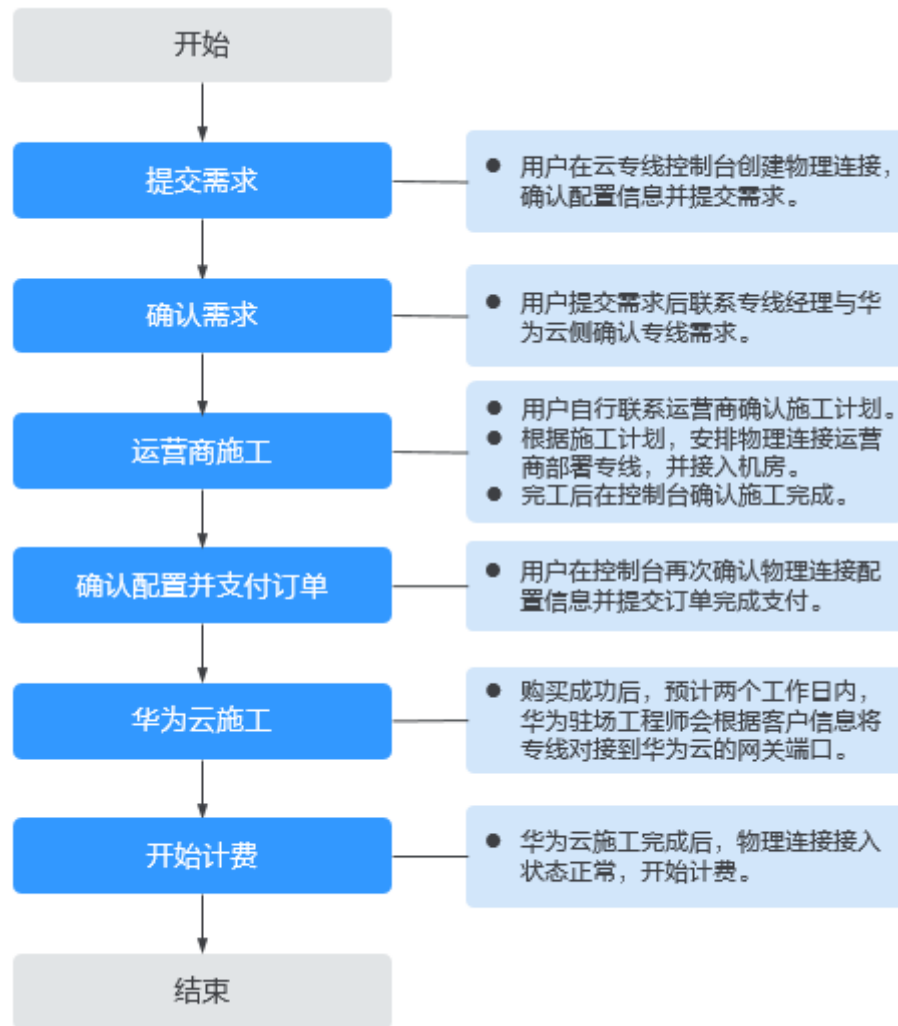 开始
提交需求
● 用户在云专线控制台创建物理连接，
确认配置信息并提交需求。
确认需求
● 用户提交需求后联系专线经理与华
为云侧确认专线需求。
运营商施工
● 用户自行联系运营商确认施工计划。
● 根据施工计划，安排物理连接运营
商部署专线，并接入机房。
● 完工后在控制台确认施工完成。
确认配置并支付订单
● 用户在控制台再次确认物理连接配
置信息并提交订单完成支付。
华为云施工
● 购买成功后，预计两个工作日内，
华为驻场工程师会根据客户信息将
专线对接到华为云的网关端口。
开始计费
● 华为云施工完成后，物理连接接入
状态正常，开始计费。
结束